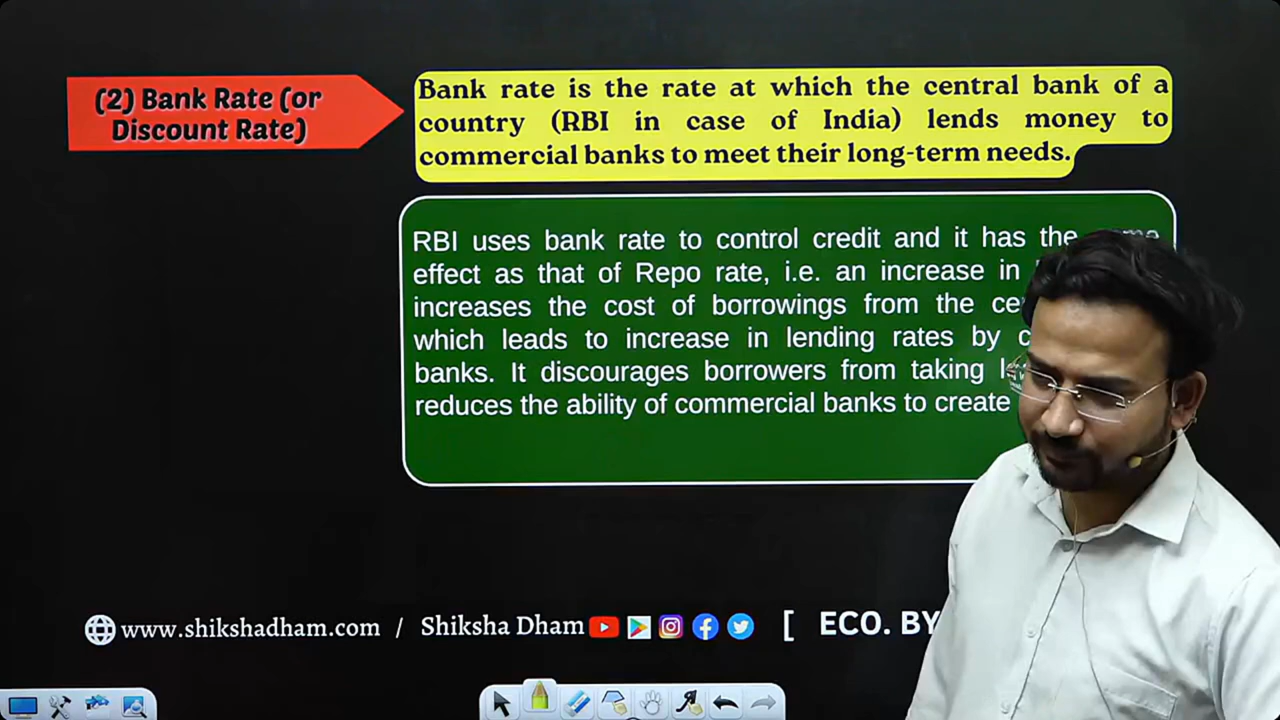 (2) Bank Rate (or
Discount Rate)
Bank rate is the rate at which the central bank of a
country (RBI in case of India) lends money to
commercial banks to meet their long-term needs.
RBI uses bank rate to control credit and it has the
effect as that of Repo rate, i.e. an increase in
increases the cost of borrowings from the
which leads to increase in lending rates by
banks. It discourages borrowers from taking
reduces the ability of commercial banks to create
www.shikshadham.com / Shiksha Dham [ ECO. BY